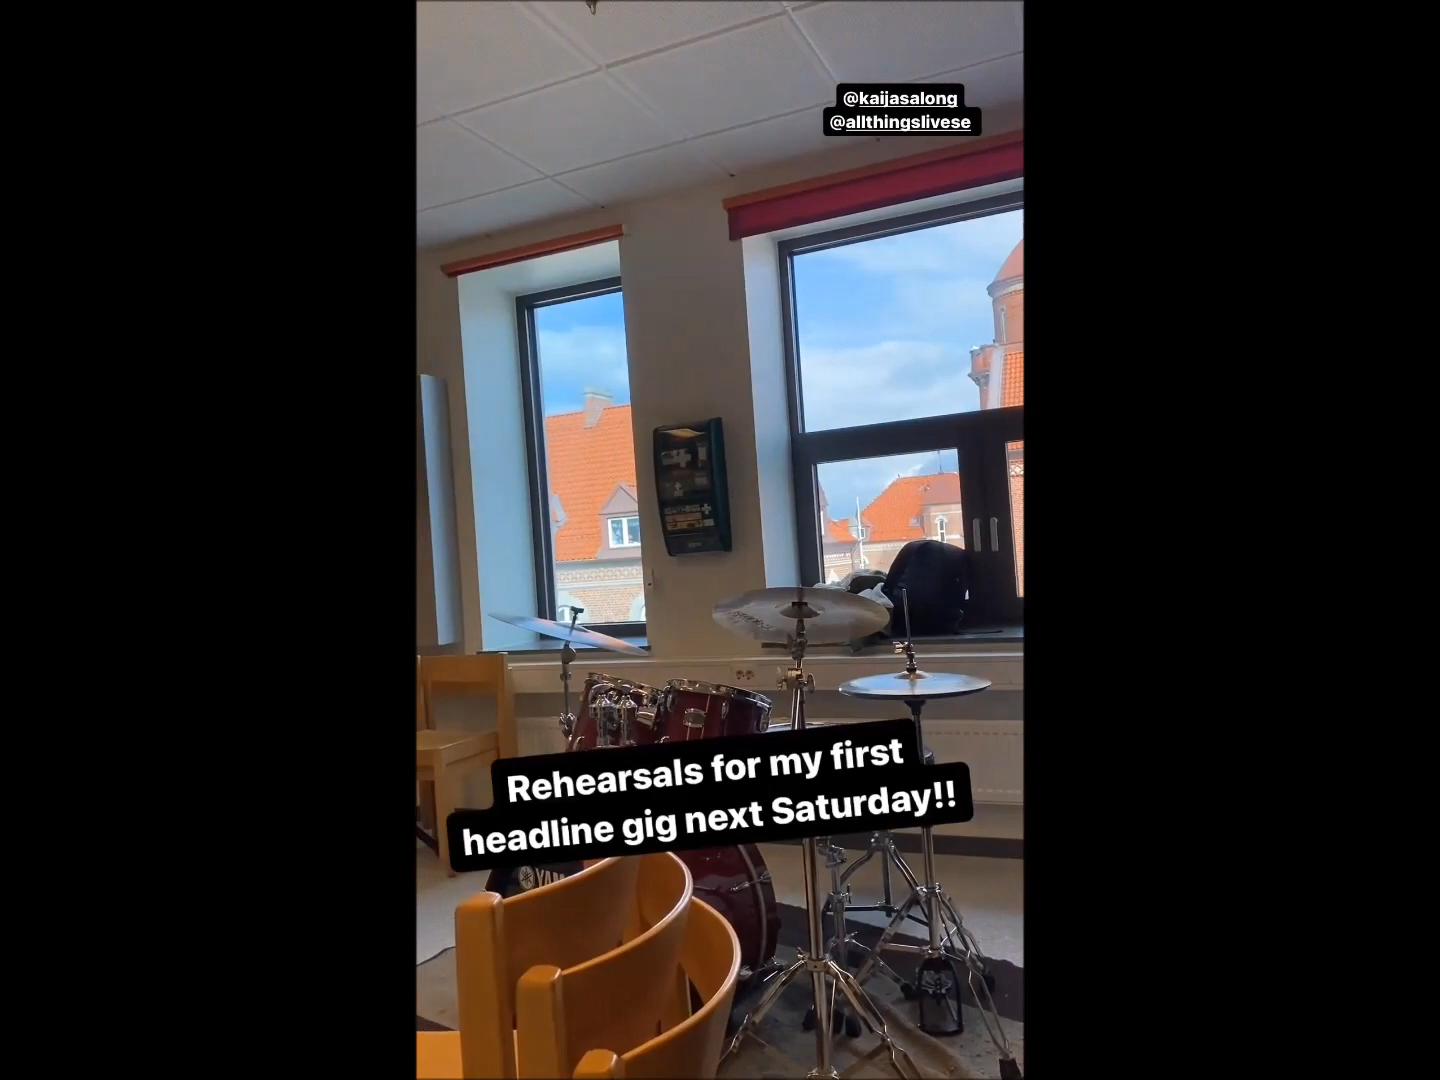 @kaijasalong
@allthingslivese
Rehearsals for my first
headline gig next Saturday!!